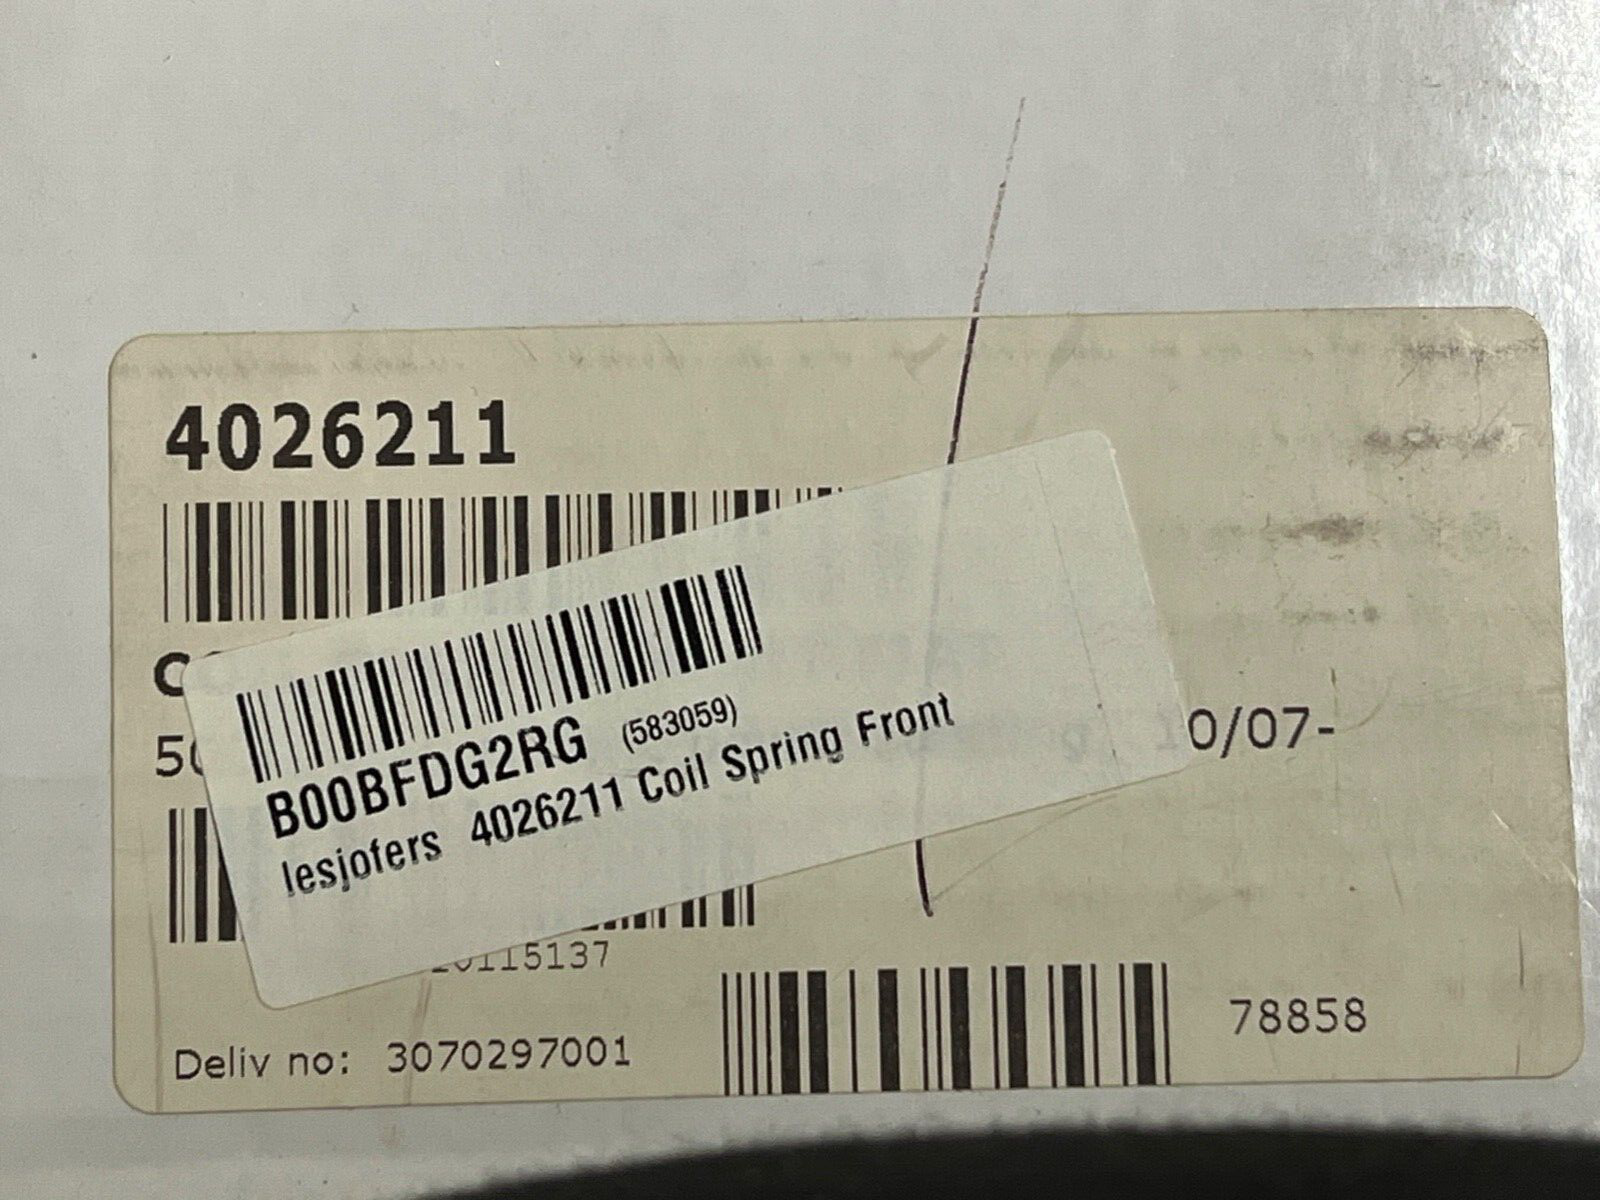 4026211
B00BFDG2RG (583059)
lesjofers 4026211 Coil Spring Front
10/07-
Deliv no: 3070297001
78858